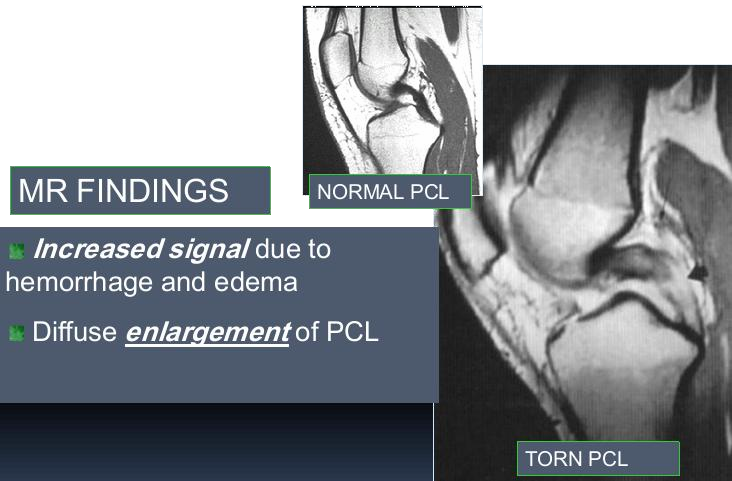 NORMAL PCL
MR FINDINGS
Increased signal due to
hemorrhage and edema
Diffuse enlargement of PCL
TORN PCL